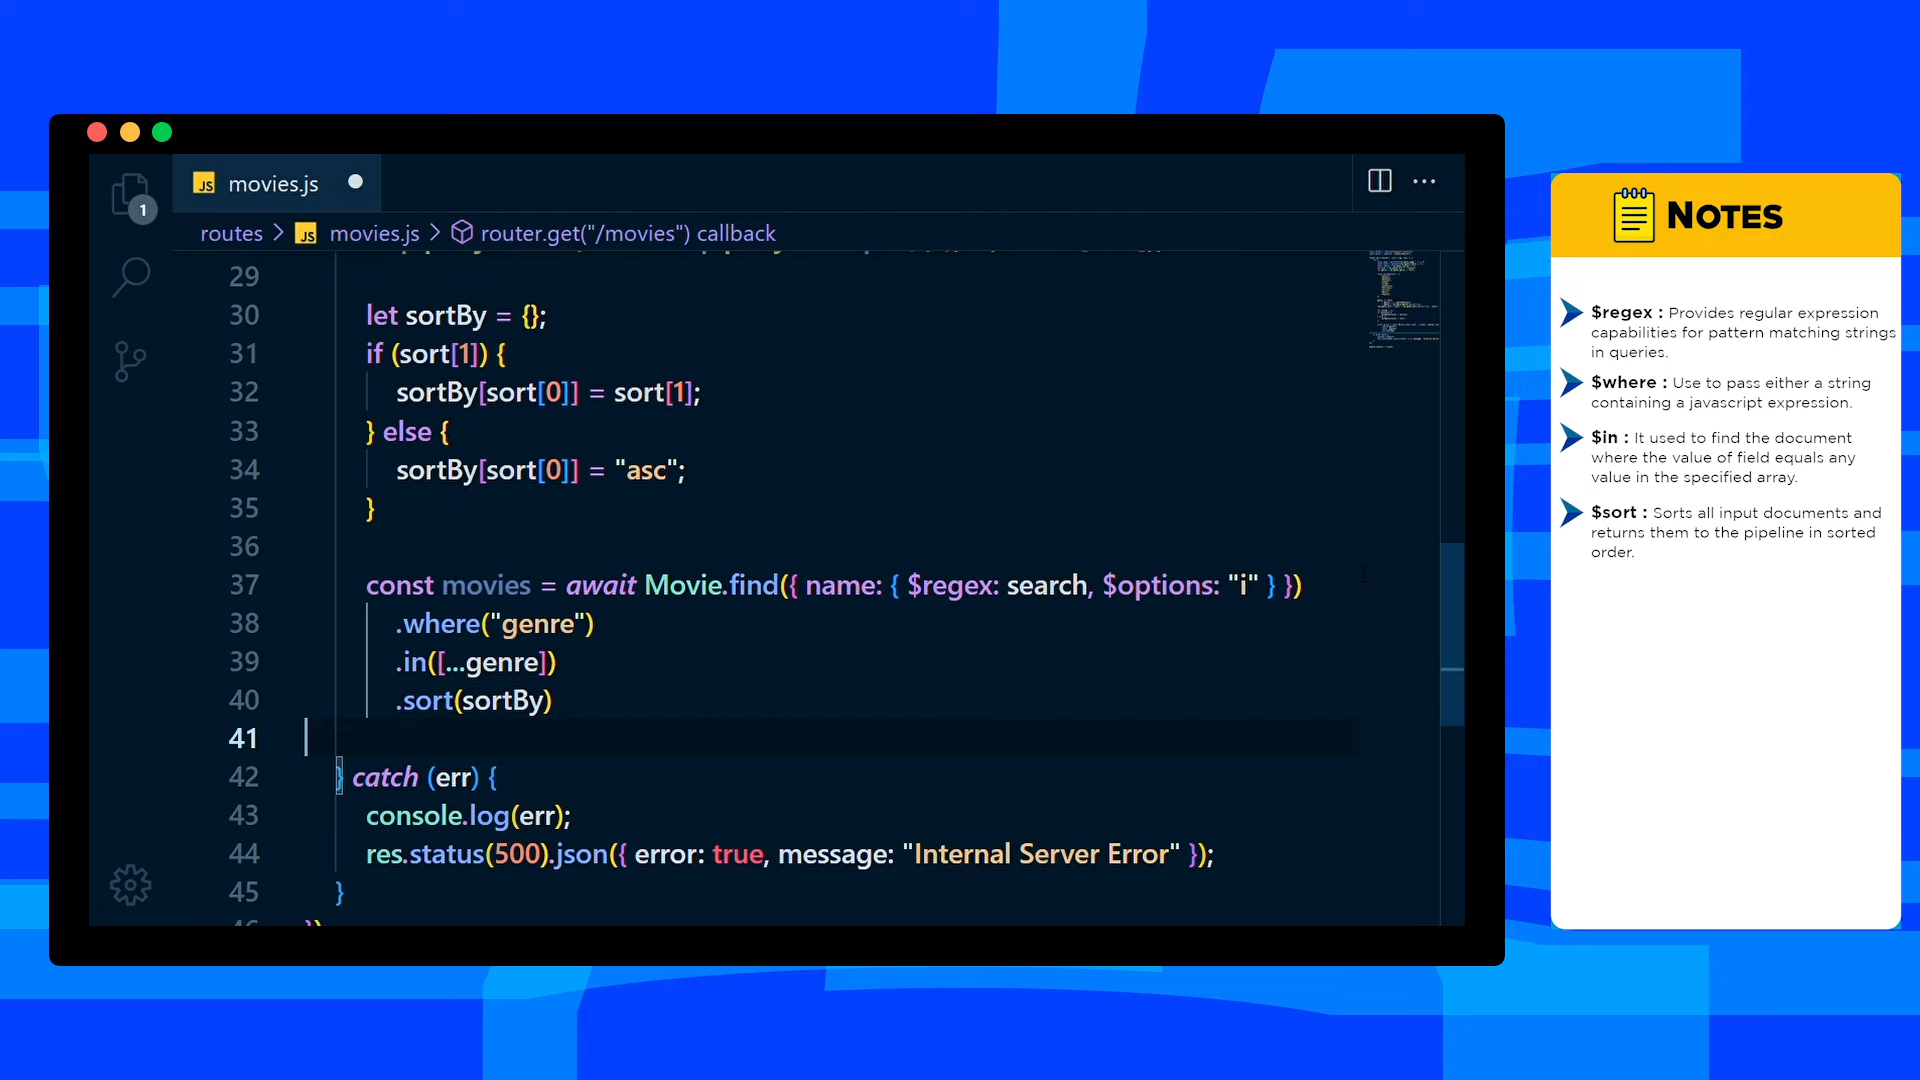 JS movies.js
1
routes > JS movies.js > router.get("/movies") callback
29
30 let sortBy = {};
31 if (sort[1]) {
32 sortBy[sort[0]] = sort[1];
33 } else {
34 sortBy[sort[0]] = "asc";
35 }
36
37 const movies = await Movie.find({ name: { $regex: search, $options: "i" } })
38 .where("genre")
39 .in([...genre])
40 .sort(sortBy)
41
42 } catch (err) {
43 console.log(err);
44 res.status(500).json({ error: true, message: "Internal Server Error" });
45 }
NOTES
$regex : Provides regular expression
capabilities for pattern matching strings
in queries.
$where : Use to pass either a string
containing a javascript expression.
$in : It used to find the document
where the value of field equals any
value in the specified array.
$sort : Sorts all input documents and
returns them to the pipeline in sorted
order.